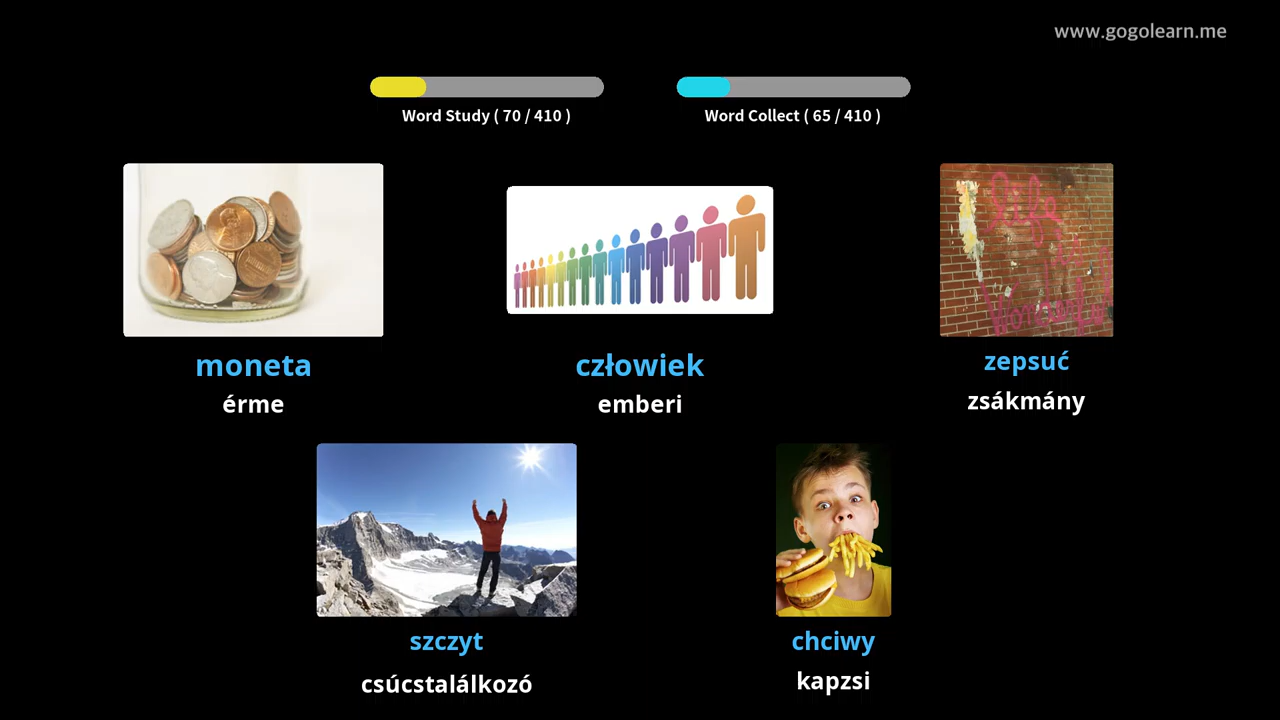 www.gogolearn.me
Word Study ( 70 / 410 )
Word Collect ( 65 / 410 )
moneta
érme
człowiek
emberi
zepsuć
zsákmány
szczyt
csúcstalálkozó
chciwy
kapzsi